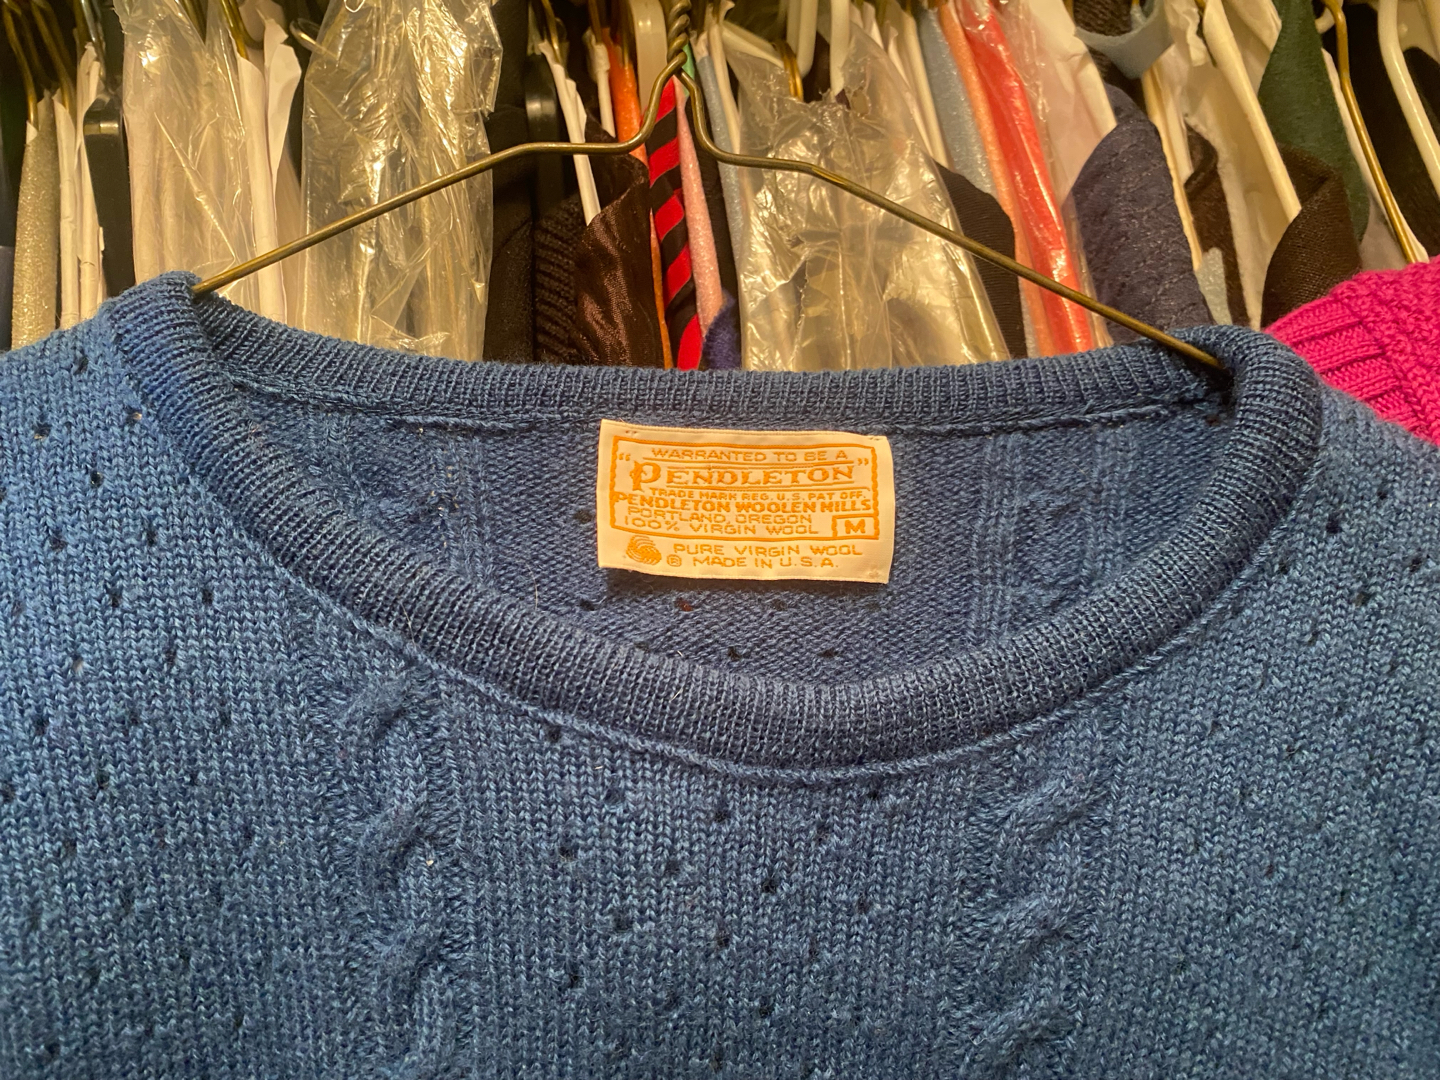 WARRANTED TO BE A
"PENDLETON"
TRADE MARK REG. U.S. PAT OFF.
PENDLETON WOOLEN MILLS
PORTLAND, OREGON
100% VIRGIN WOOL M
® PURE VIRGIN WOOL
MADE IN U.S.A.